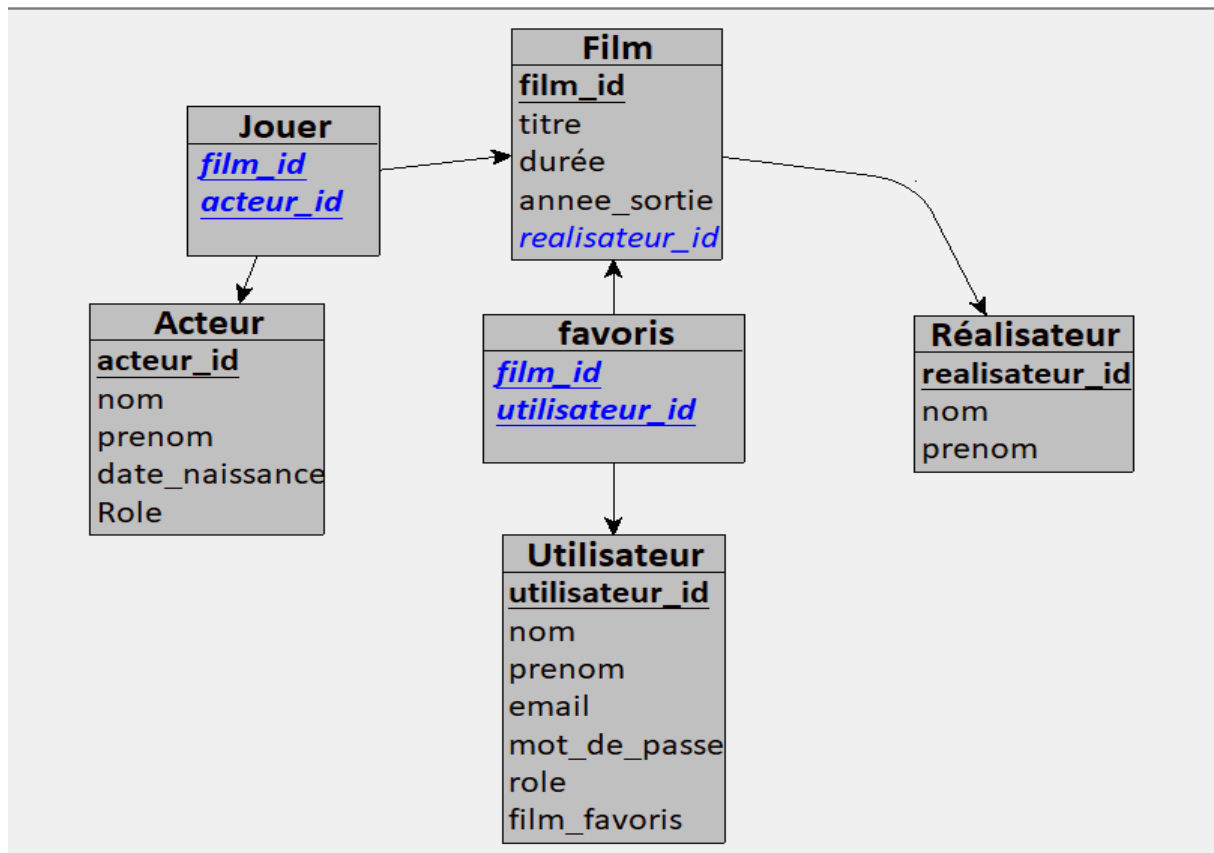 Film
film_id
titre
durée
annee_sortie
realisateur_id
Jouer
film_id
acteur_id
Acteur
acteur_id
nom
prenom
date_naissance
Role
favoris
film_id
utilisateur_id
Réalisateur
realisateur_id
nom
prenom
Utilisateur
utilisateur_id
nom
prenom
email
mot_de_passe
role
film_favoris